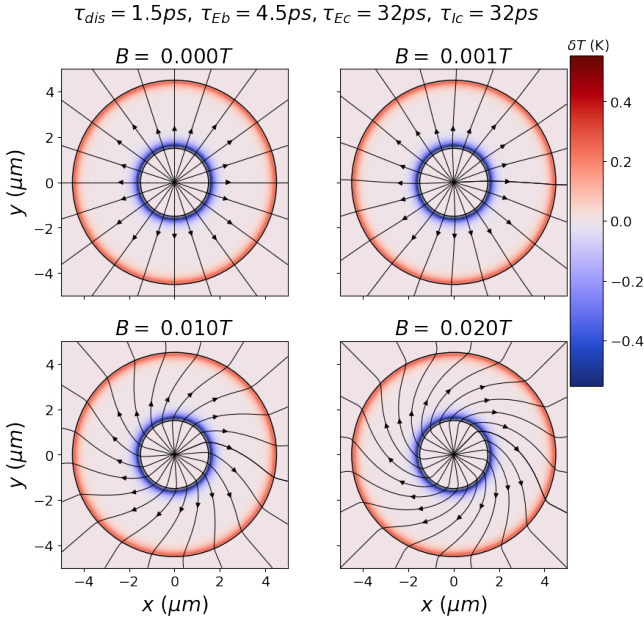 τ_dis = 1.5ps, τ_Eb = 4.5ps, τ_Ec = 32ps, τ_Ic = 32ps
B = 0.000T
B = 0.001T
δT (K)
4
2
0
−2
−4
y (μm)
0.4
0.2
0.0
−0.2
−0.4
B = 0.010T
B = 0.020T
4
2
0
−2
−4
y (μm)
−4 −2 0 2 4
−4 −2 0 2 4
x (μm)
x (μm)